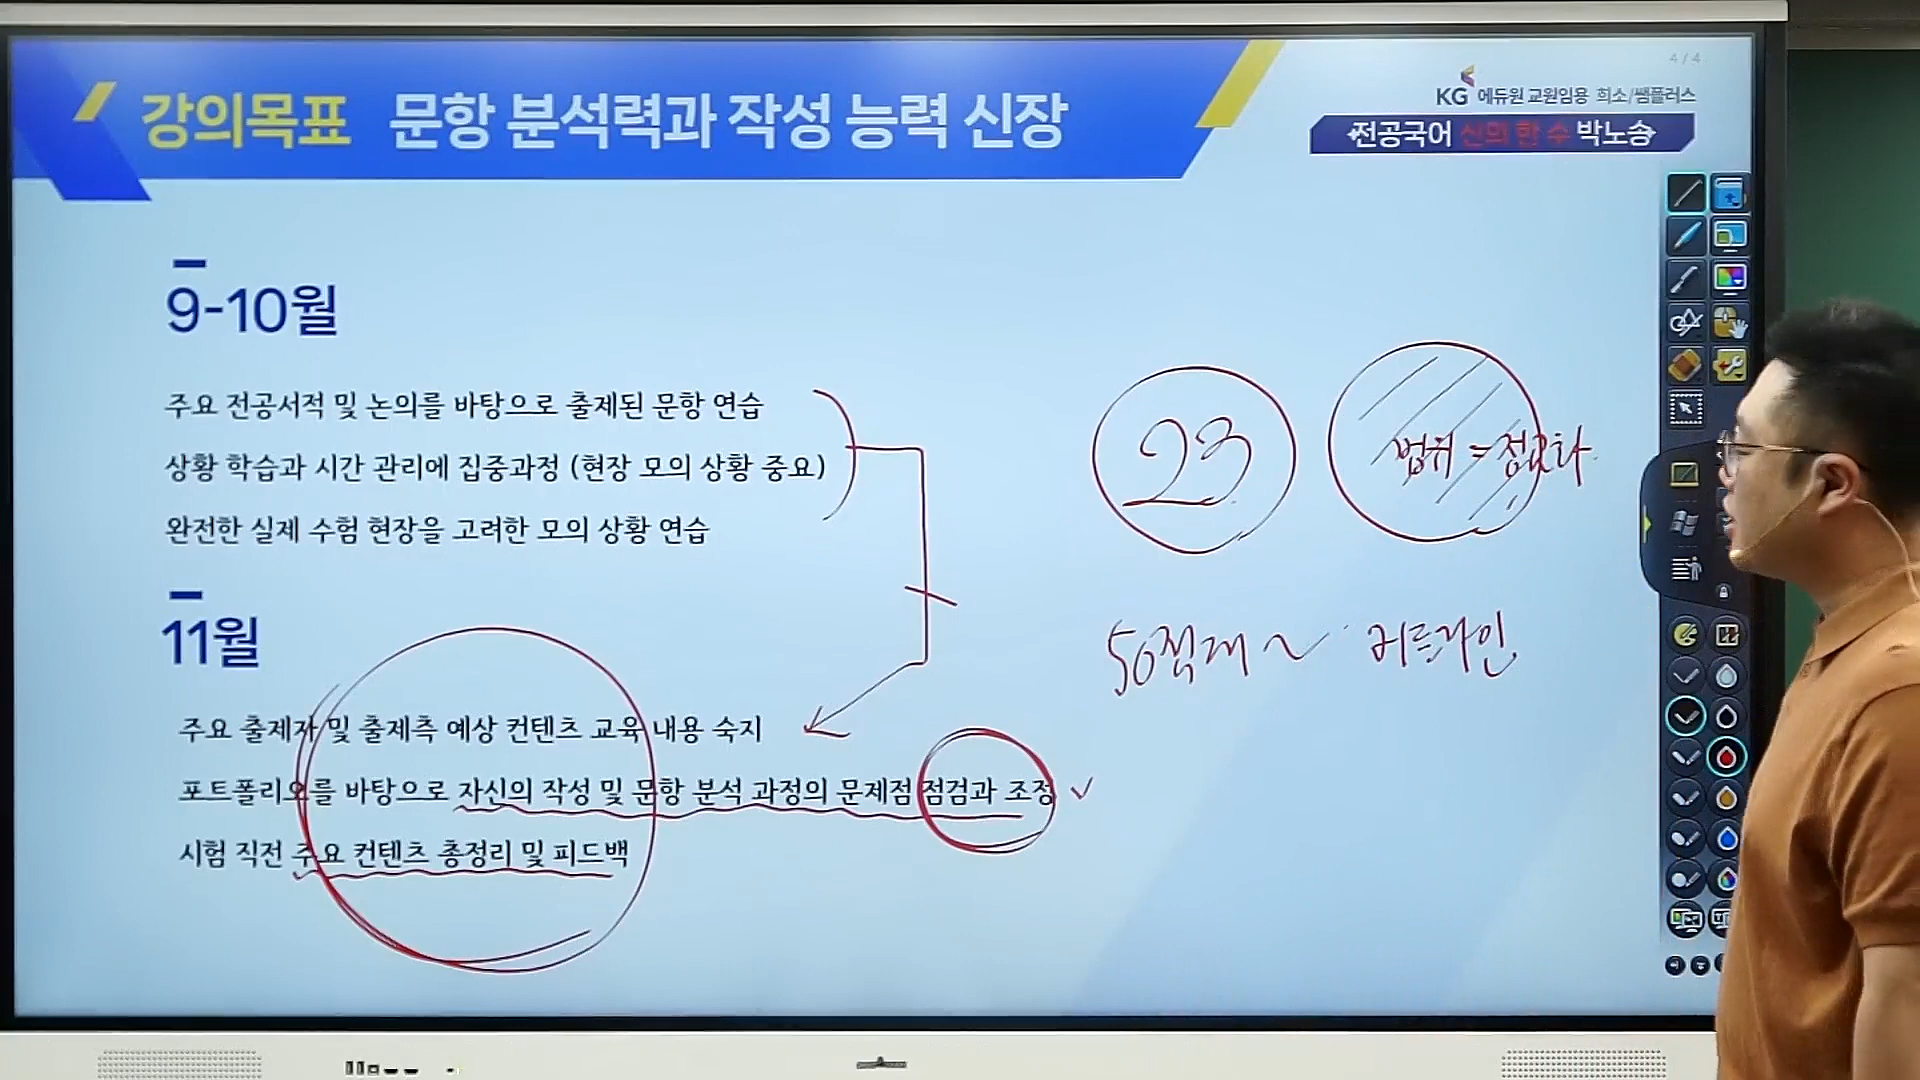 4 / 4
강의목표 문항 분석력과 작성 능력 신장
KG 에듀원 교원임용 희소/쌤플러스
전공국어 신의 한 수 박노송
9-10월
주요 전공서적 및 논의를 바탕으로 출제된 문항 연습
상황 학습과 시간 관리에 집중과정 (현장 모의 상황 중요)
완전한 실제 수험 현장을 고려한 모의 상황 연습
23
범위 = 정교화
50점대 ~ 커트라인
11월
주요 출제자 및 출제측 예상 컨텐츠 교육 내용 숙지
포트폴리오를 바탕으로 자신의 작성 및 문항 분석 과정의 문제점 점검과 조정
시험 직전 주요 컨텐츠 총정리 및 피드백